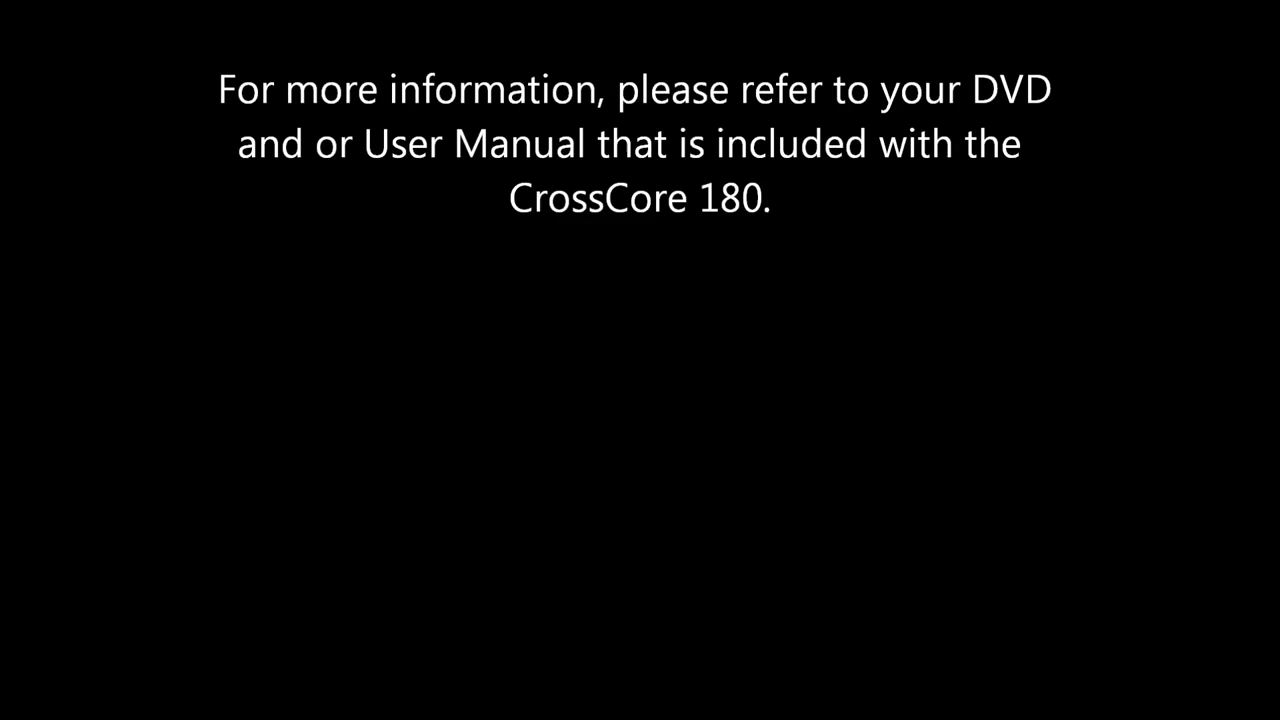 For more information, please refer to your DVD
and or User Manual that is included with the
CrossCore 180.